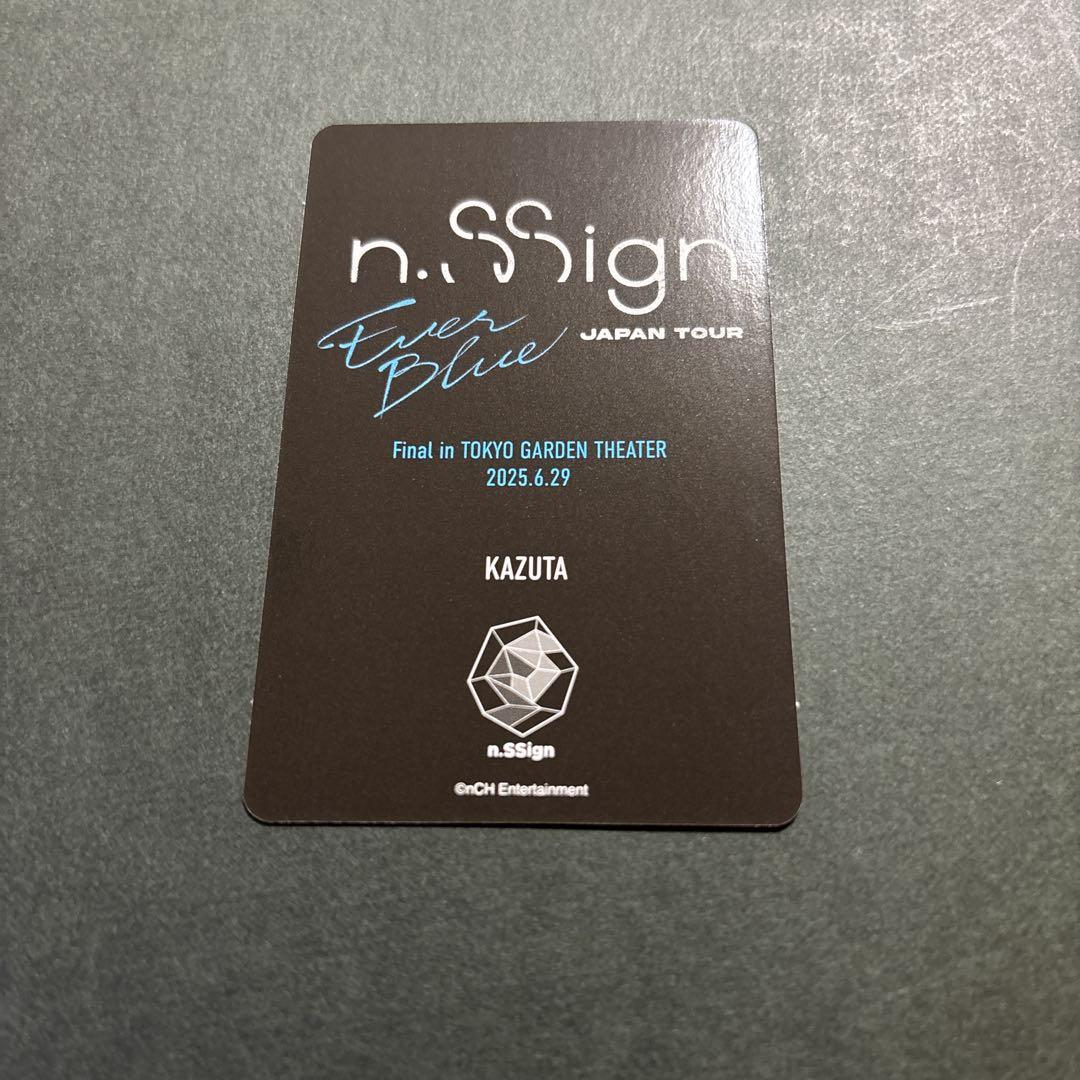 n.SSign
Ever
Blue
JAPAN TOUR
Final in TOKYO GARDEN THEATER
2025.6.29
KAZUTA
n.SSign
©nCH Entertainment